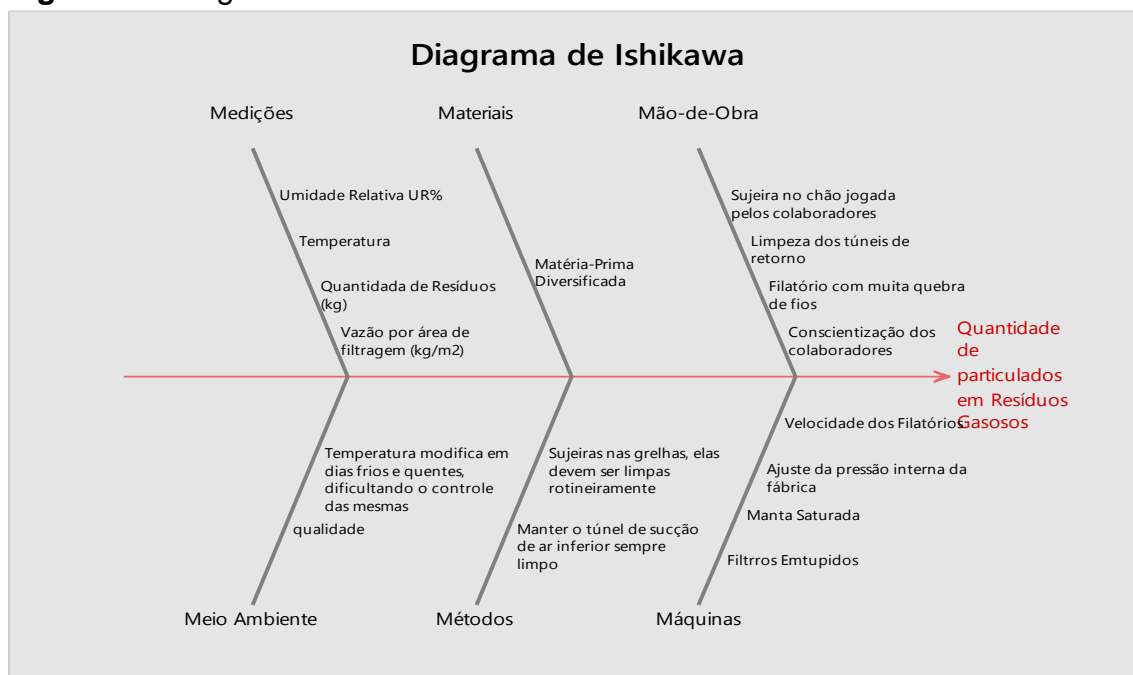 Diagrama de Ishikawa
Medições
Materiais
Mão-de-Obra
Umidade Relativa UR%
Temperatura
Quantidada de Resíduos
(kg)
Vazão por área de
filtragem (kg/m2)
Matéria-Prima
Diversificada
Sujeira no chão jogada
pelos colaboradores
Limpeza dos túneis de
retorno
Filatório com muita quebra
de fios
Conscientização dos
colaboradores
Quantidade
de
particulados
em Resíduos
Gasosos
Temperatura modifica em
dias frios e quentes,
dificultando o controle
das mesmas
qualidade
Sujeiras nas grelhas, elas
devem ser limpas
rotineiramente
Manter o túnel de sucção
de ar inferior sempre
limpo
Velocidade dos Filatórios
Ajuste da pressão interna da
fábrica
Manta Saturada
Filtrros Emtupidos
Meio Ambiente
Métodos
Máquinas